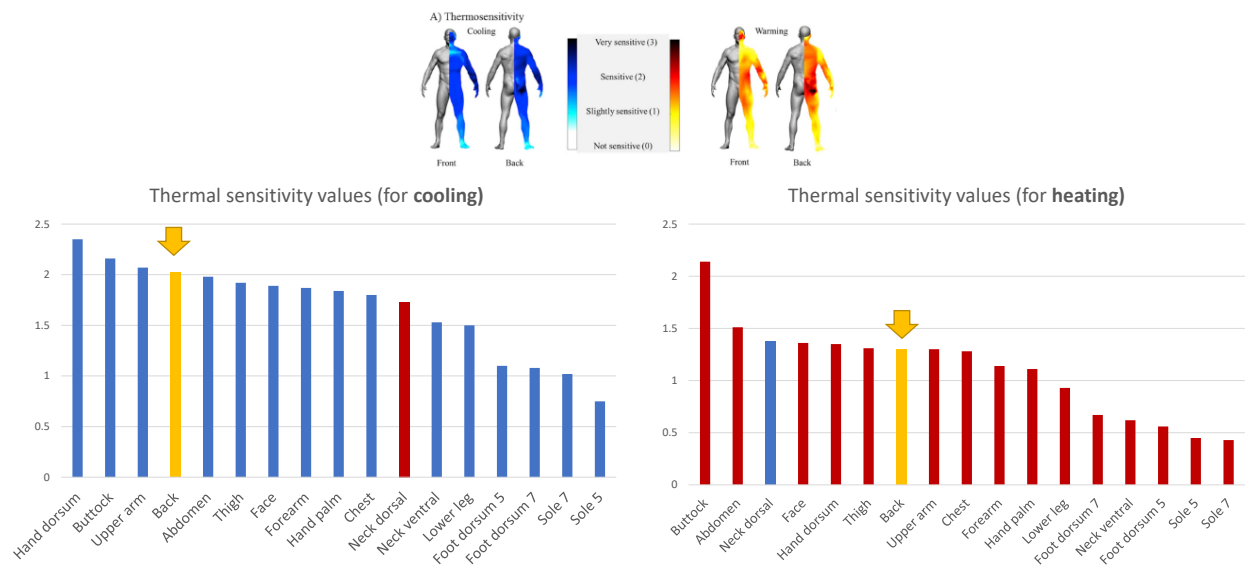 A) Thermosensitivity
Cooling
Warming
Very sensitive (3)
Sensitive (2)
Slightly sensitive (1)
Not sensitive (0)
Front
Back
Front
Back
Thermal sensitivity values (for cooling)
2.5
2
1.5
1
0.5
0
Hand dorsum
Buttock
Upper arm
Back
Abdomen
Thigh
Face
Forearm
Hand palm
Chest
Neck dorsal
Neck ventral
Lower leg
Foot dorsum 5
Foot dorsum 7
Sole 7
Sole 5
Thermal sensitivity values (for heating)
2.5
2
1.5
1
0.5
0
Buttock
Abdomen
Neck dorsal
Face
Hand dorsum
Thigh
Back
Upper arm
Chest
Forearm
Hand palm
Lower leg
Foot dorsum 7
Neck ventral
Foot dorsum 5
Sole 5
Sole 7